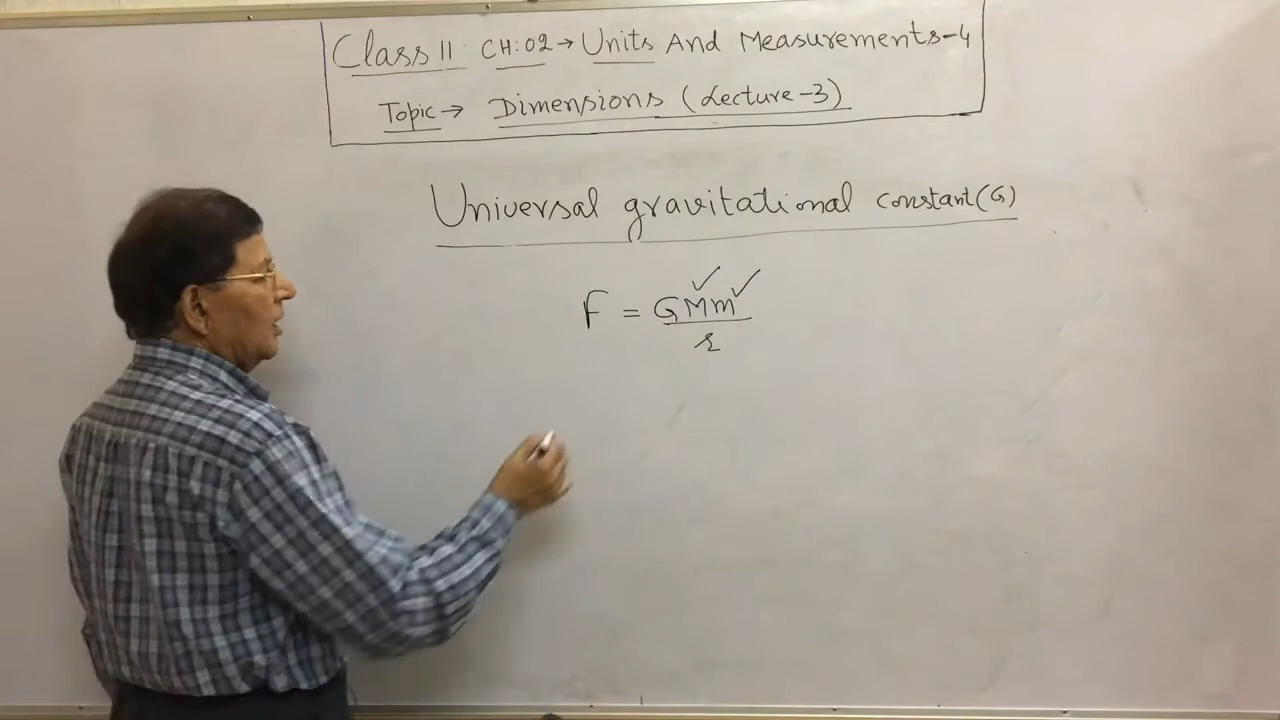 Class 11 CH:02→ Units And Measurements-4
Topic→ Dimensions (Lecture-3)
Universal gravitational constant(G)
F = GMm
r